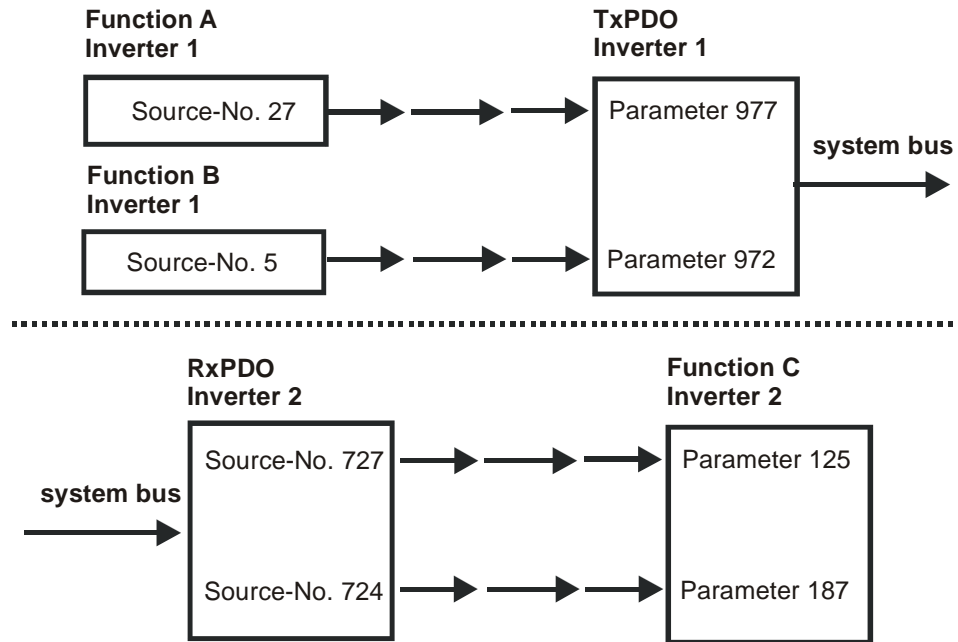 Function A
Inverter 1
TxPDO
Inverter 1
Source-No. 27
Parameter 977
system bus
Function B
Inverter 1
Source-No. 5
Parameter 972
RxPDO
Inverter 2
Function C
Inverter 2
Source-No. 727
Parameter 125
system bus
Source-No. 724
Parameter 187